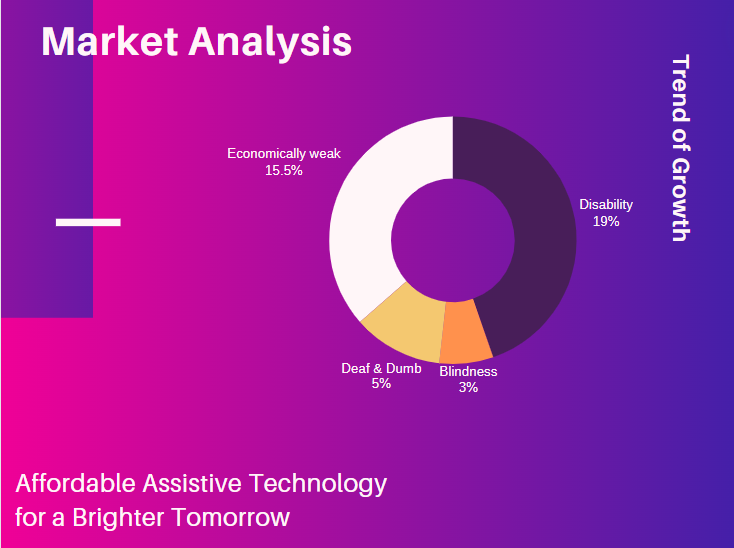 Market Analysis
Trend of Growth
Economically weak
15.5%
Disability
19%
Deaf & Dumb
5%
Blindness
3%
Affordable Assistive Technology
for a Brighter Tomorrow